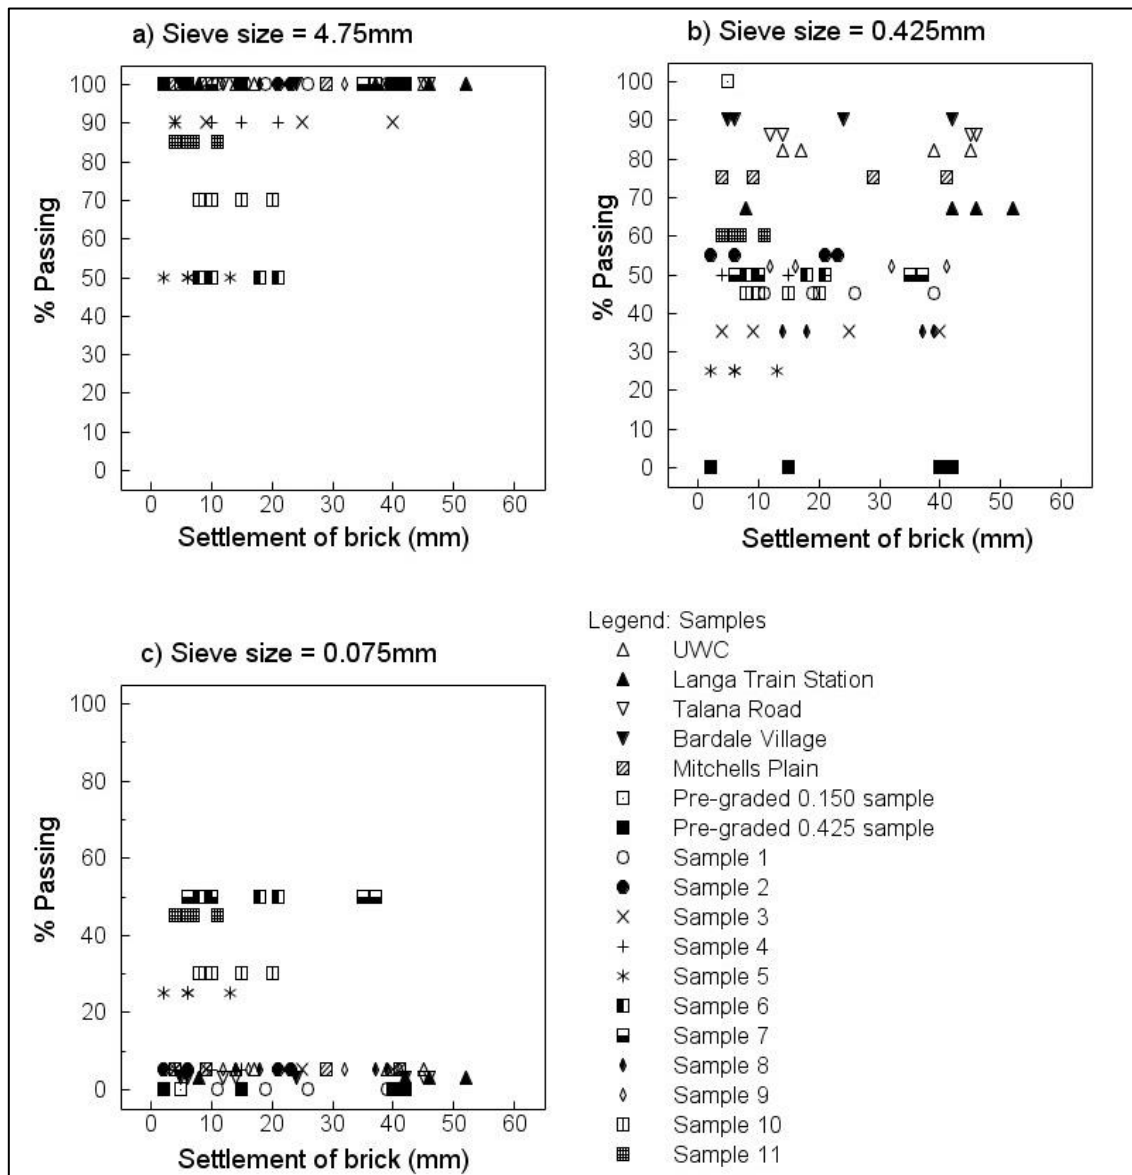 a) Sieve size = 4.75mm
100
90
80
70
60
50
40
30
20
10
0
% Passing
0 10 20 30 40 50 60
Settlement of brick (mm)
b) Sieve size = 0.425mm
100
90
80
70
60
50
40
30
20
10
0
% Passing
0 10 20 30 40 50 60
Settlement of brick (mm)
c) Sieve size = 0.075mm
100
80
60
40
20
0
% Passing
0 10 20 30 40 50 60
Settlement of brick (mm)
Legend: Samples
UWC
Langa Train Station
Talana Road
Bardale Village
Mitchells Plain
Pre-graded 0.150 sample
Pre-graded 0.425 sample
Sample 1
Sample 2
Sample 3
Sample 4
Sample 5
Sample 6
Sample 7
Sample 8
Sample 9
Sample 10
Sample 11